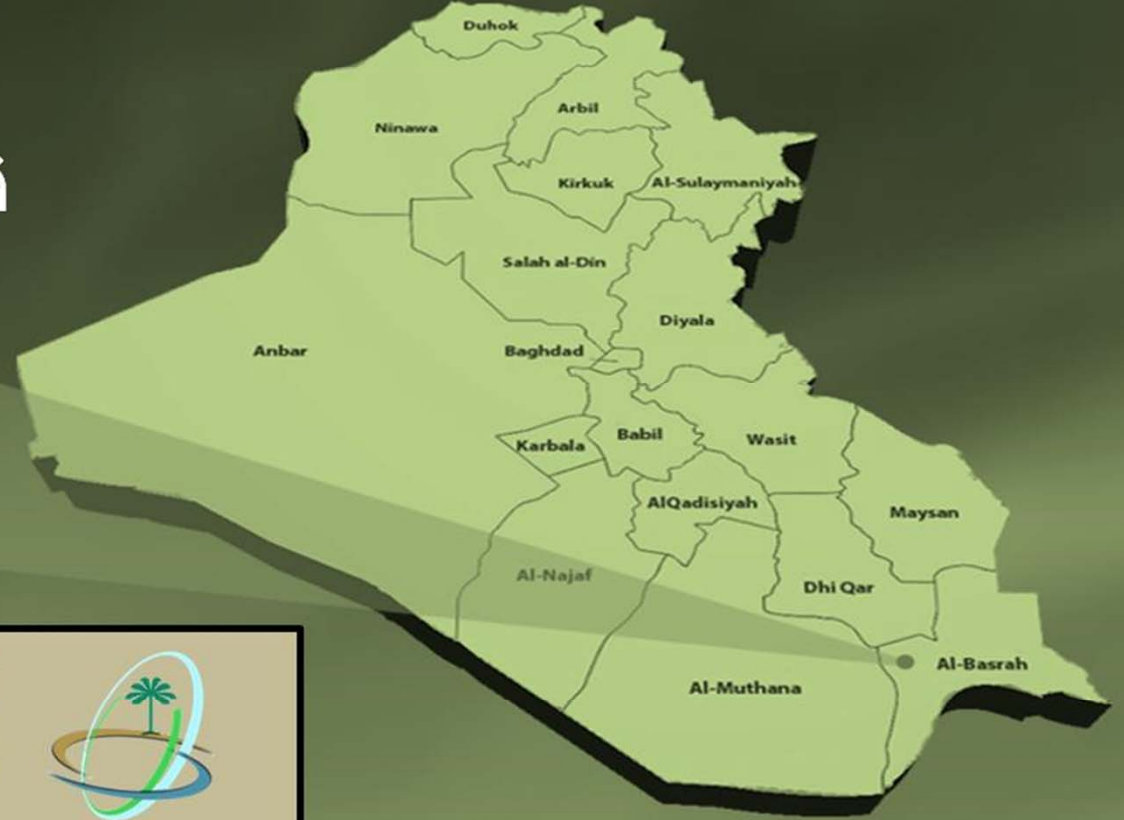 Duhok
Arbil
Ninawa
Kirkuk
Al-Sulaymaniyah
Salah al-Din
Diyala
Anbar
Baghdad
Babil
Wasit
Karbala
AlQadisiyah
Maysan
Al-Najaf
Dhi Qar
Al-Basrah
Al-Muthana